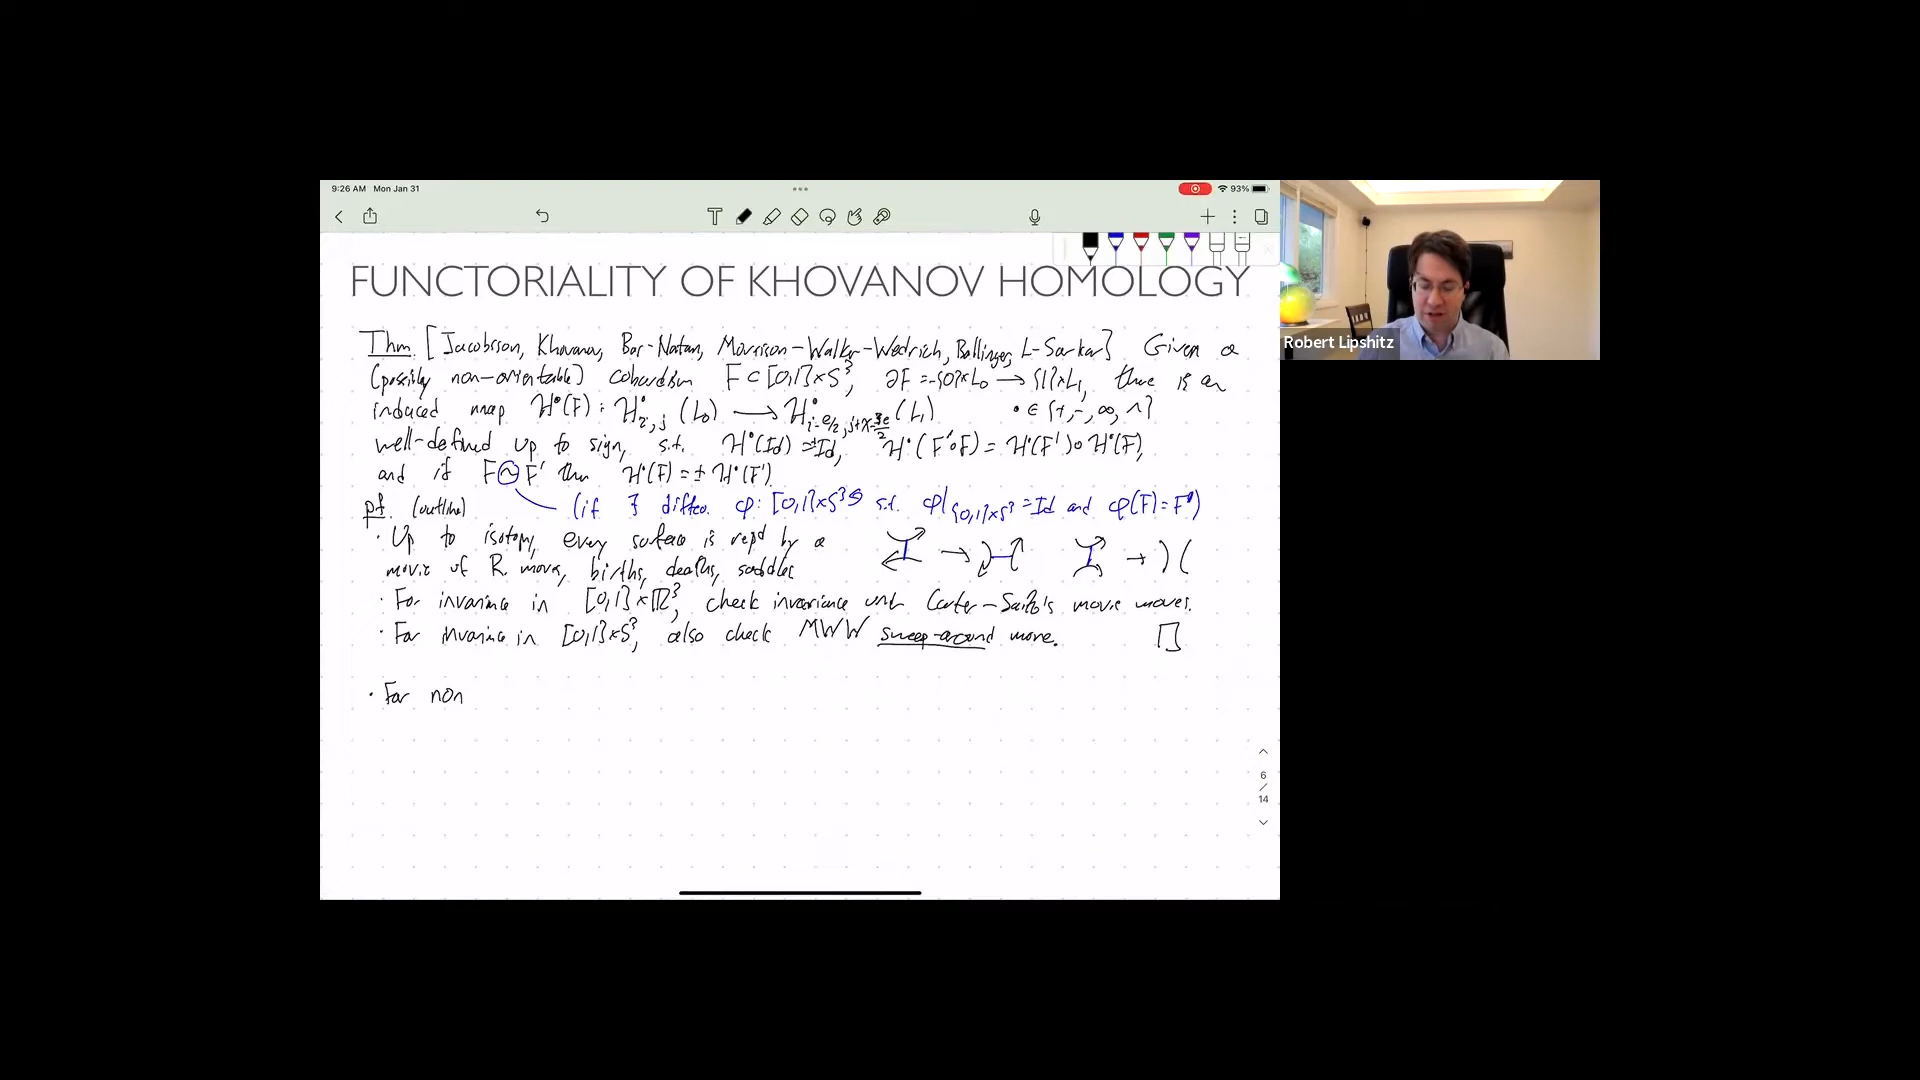 9:26 AM Mon Jan 31
93%
FUNCTORIALITY OF KHOVANOV HOMOLOGY
Thm [Jacobsson, Khovanov, Bar-Natan, Morrison-Walker-Wedrich, Ballinger, L-Sarkar] Given a
(possibly non-orientable) cobordism F ⊂ [0,1]×S³, ∂F = -{0}×L₀ → {1}×L₁, there is an
induced map H•(F) : H•_{i,j}(L₀) → H•_{i-e/2, j+χ-3e/2}(L₁) • ∈ {+,-,∞,^}
well-defined up to sign, s.t. H•(Id) = ±Id, H•(F'∘F) = H•(F')∘H•(F),
and if F ~ F' then H•(F) = ± H•(F').
pf. (outline) (if ∃ diffeo. φ: [0,1]×S³ s.t. φ|_{{0,1}×S³} = Id and φ(F) = F')
· Up to isotopy, every surface is rep'd by a
movie of R moves, births, deaths, saddles
· For invariance in [0,1]×ℝ³, check invariance under Carter-Saito's movie moves.
· For invariance in [0,1]×S³, also check MWW sweep-around move. □
· For non
6
/
14
Robert Lipshitz